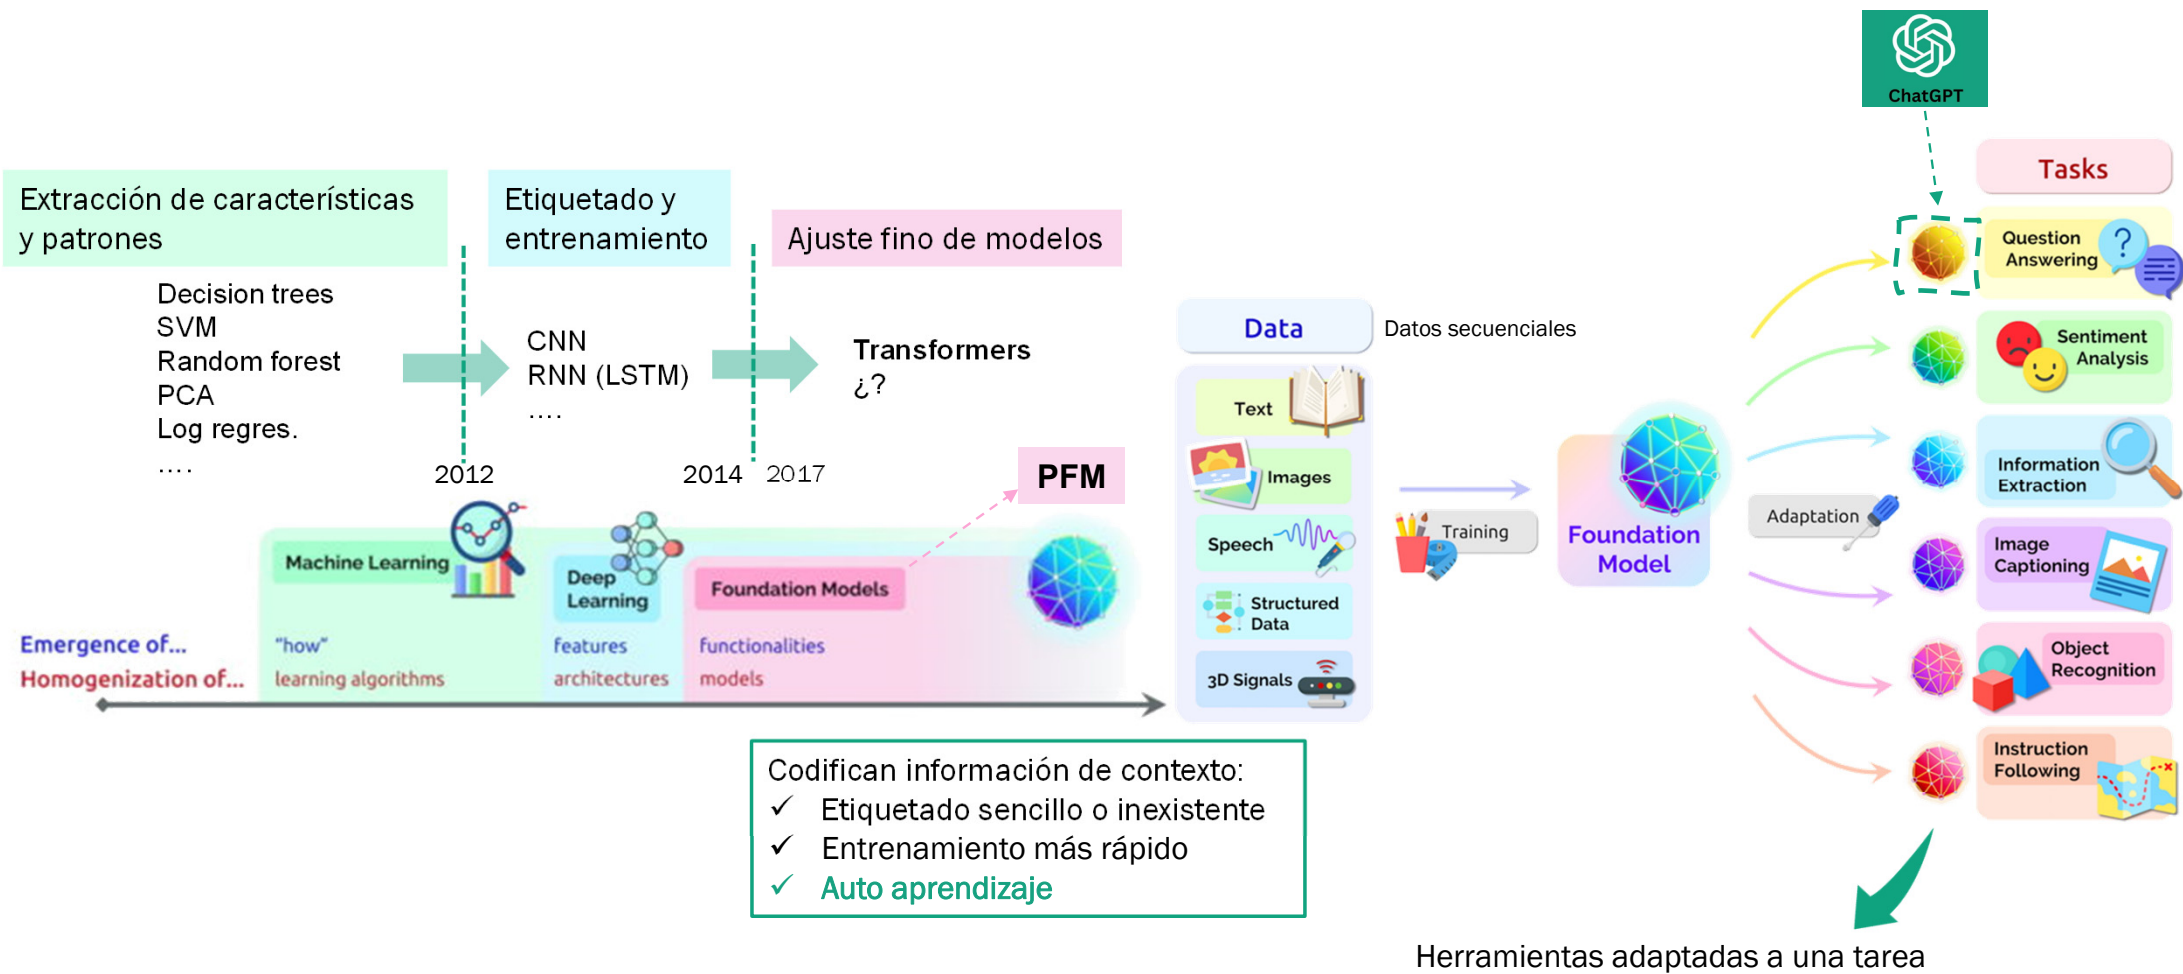 ChatGPT
Extracción de características
y patrones
Etiquetado y
entrenamiento
Ajuste fino de modelos
Decision trees
SVM
Random forest
PCA
Log regres.
....
CNN
RNN (LSTM)
....
Transformers
¿?
2012
2014
2017
PFM
Machine Learning
Deep
Learning
Foundation Models
Emergence of...
"how"
features
functionalities
Homogenization of...
learning algorithms
architectures
models
Codifican información de contexto:
✓ Etiquetado sencillo o inexistente
✓ Entrenamiento más rápido
✓ Auto aprendizaje
Data
Datos secuenciales
Text
Images
Speech
Structured
Data
3D Signals
Training
Foundation
Model
Adaptation
Tasks
Question
Answering
Sentiment
Analysis
Information
Extraction
Image
Captioning
Object
Recognition
Instruction
Following
Herramientas adaptadas a una tarea